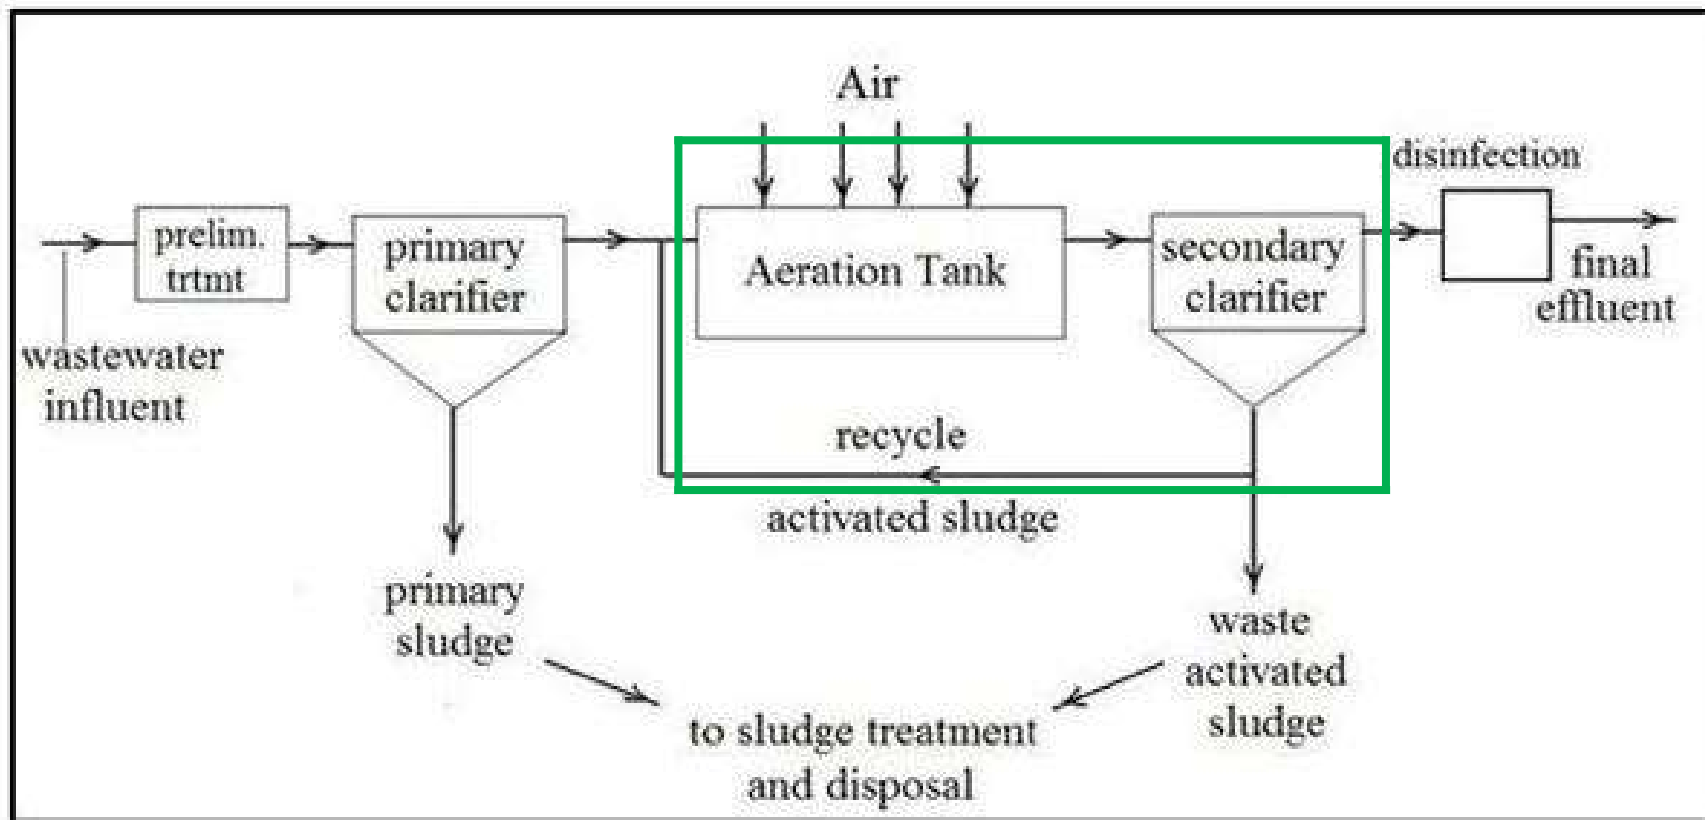 Air
disinfection
prelim.
trtmt
primary
clarifier
Aeration Tank
secondary
clarifier
final
effluent
wastewater
influent
recycle
activated sludge
primary
sludge
waste
activated
sludge
to sludge treatment
and disposal